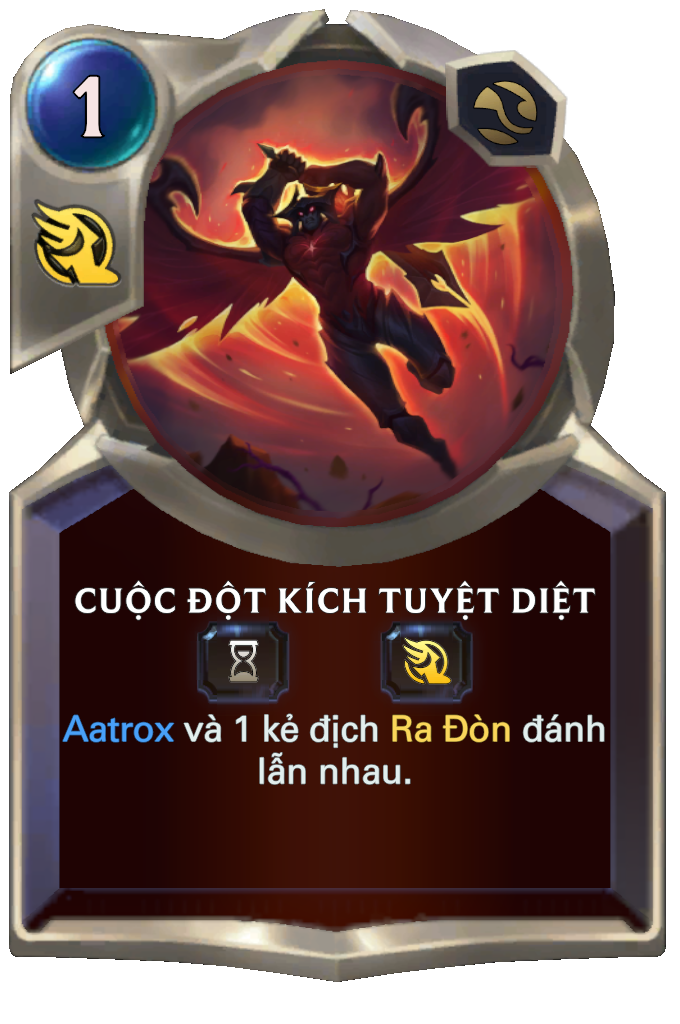 1
CUỘC ĐỘT KÍCH TUYỆT DIỆT
Aatrox và 1 kẻ địch Ra Đòn đánh
lẫn nhau.